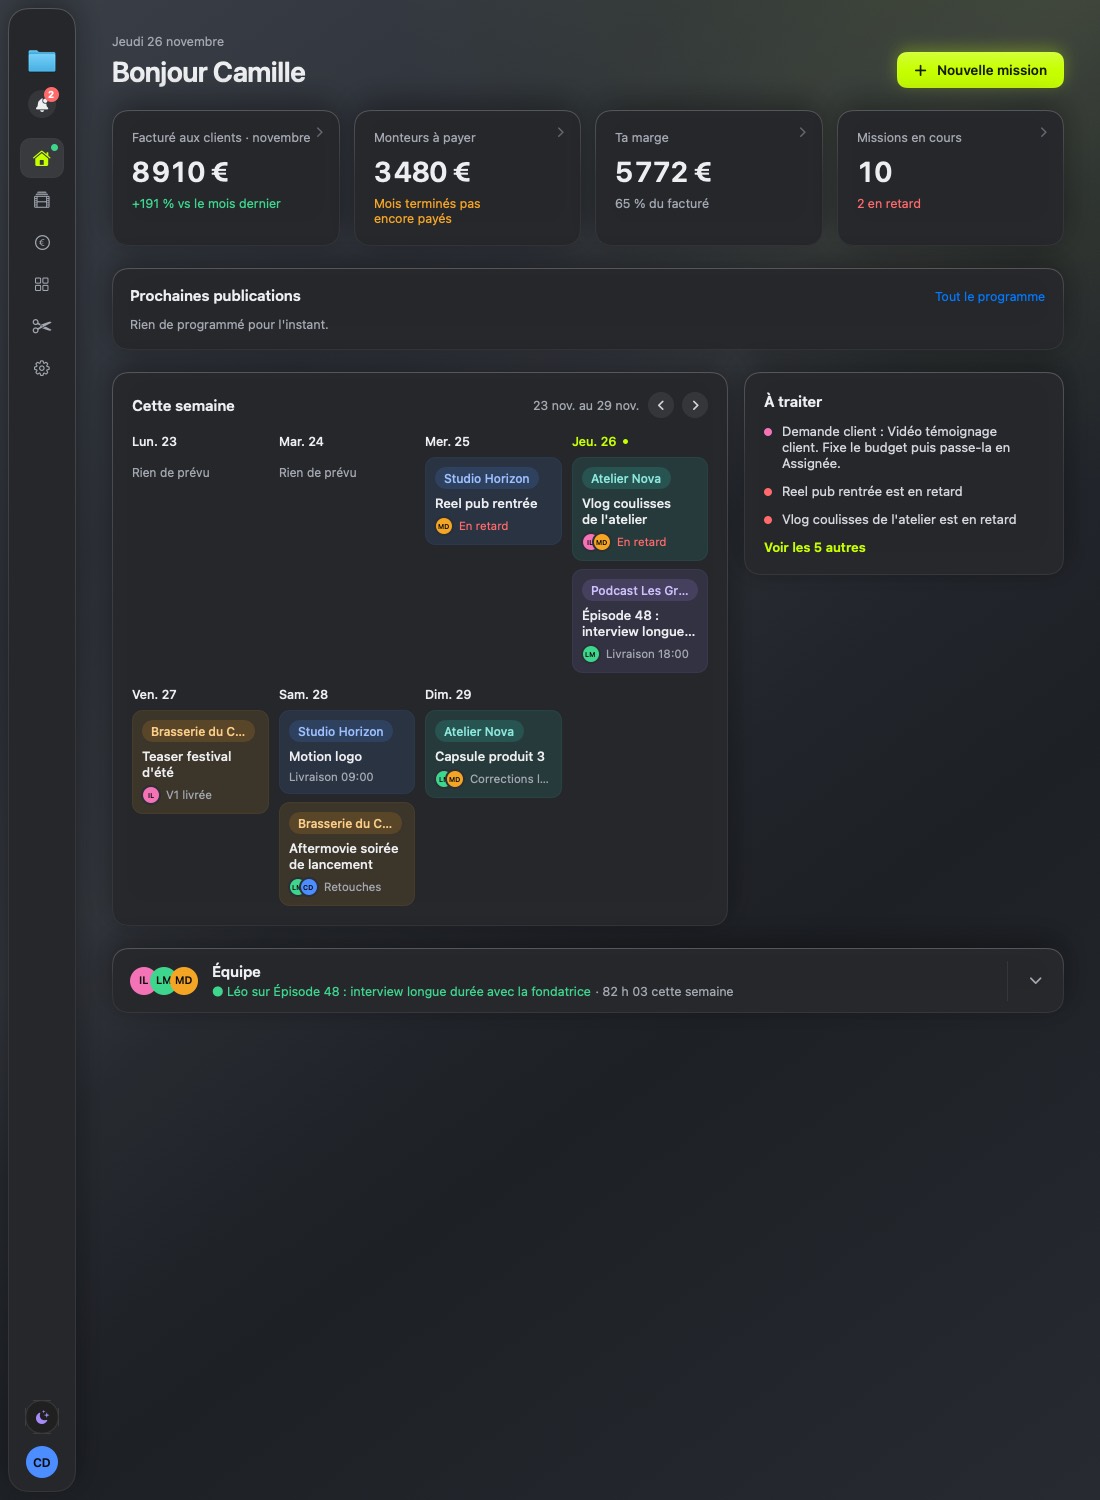 2
Jeudi 26 novembre
Bonjour Camille
+ Nouvelle mission
Facturé aux clients · novembre
8 910 €
+191 % vs le mois dernier
Monteurs à payer
3 480 €
Mois terminés pas
encore payés
Ta marge
5 772 €
65 % du facturé
Missions en cours
10
2 en retard
Prochaines publications
Tout le programme
Rien de programmé pour l'instant.
Cette semaine
23 nov. au 29 nov.
Lun. 23
Rien de prévu
Mar. 24
Rien de prévu
Mer. 25
Studio Horizon
Reel pub rentrée
MD En retard
Jeu. 26
Atelier Nova
Vlog coulisses
de l'atelier
IL MD En retard
Podcast Les Gr...
Épisode 48 :
interview longue...
LM Livraison 18:00
Ven. 27
Brasserie du C...
Teaser festival
d'été
IL V1 livrée
Sam. 28
Studio Horizon
Motion logo
Livraison 09:00
Brasserie du C...
Aftermovie soirée
de lancement
LM CD Retouches
Dim. 29
Atelier Nova
Capsule produit 3
LM MD Corrections l...
À traiter
Demande client : Vidéo témoignage
client. Fixe le budget puis passe-la en
Assignée.
Reel pub rentrée est en retard
Vlog coulisses de l'atelier est en retard
Voir les 5 autres
IL LM MD
Équipe
Léo sur Épisode 48 : interview longue durée avec la fondatrice · 82 h 03 cette semaine
CD